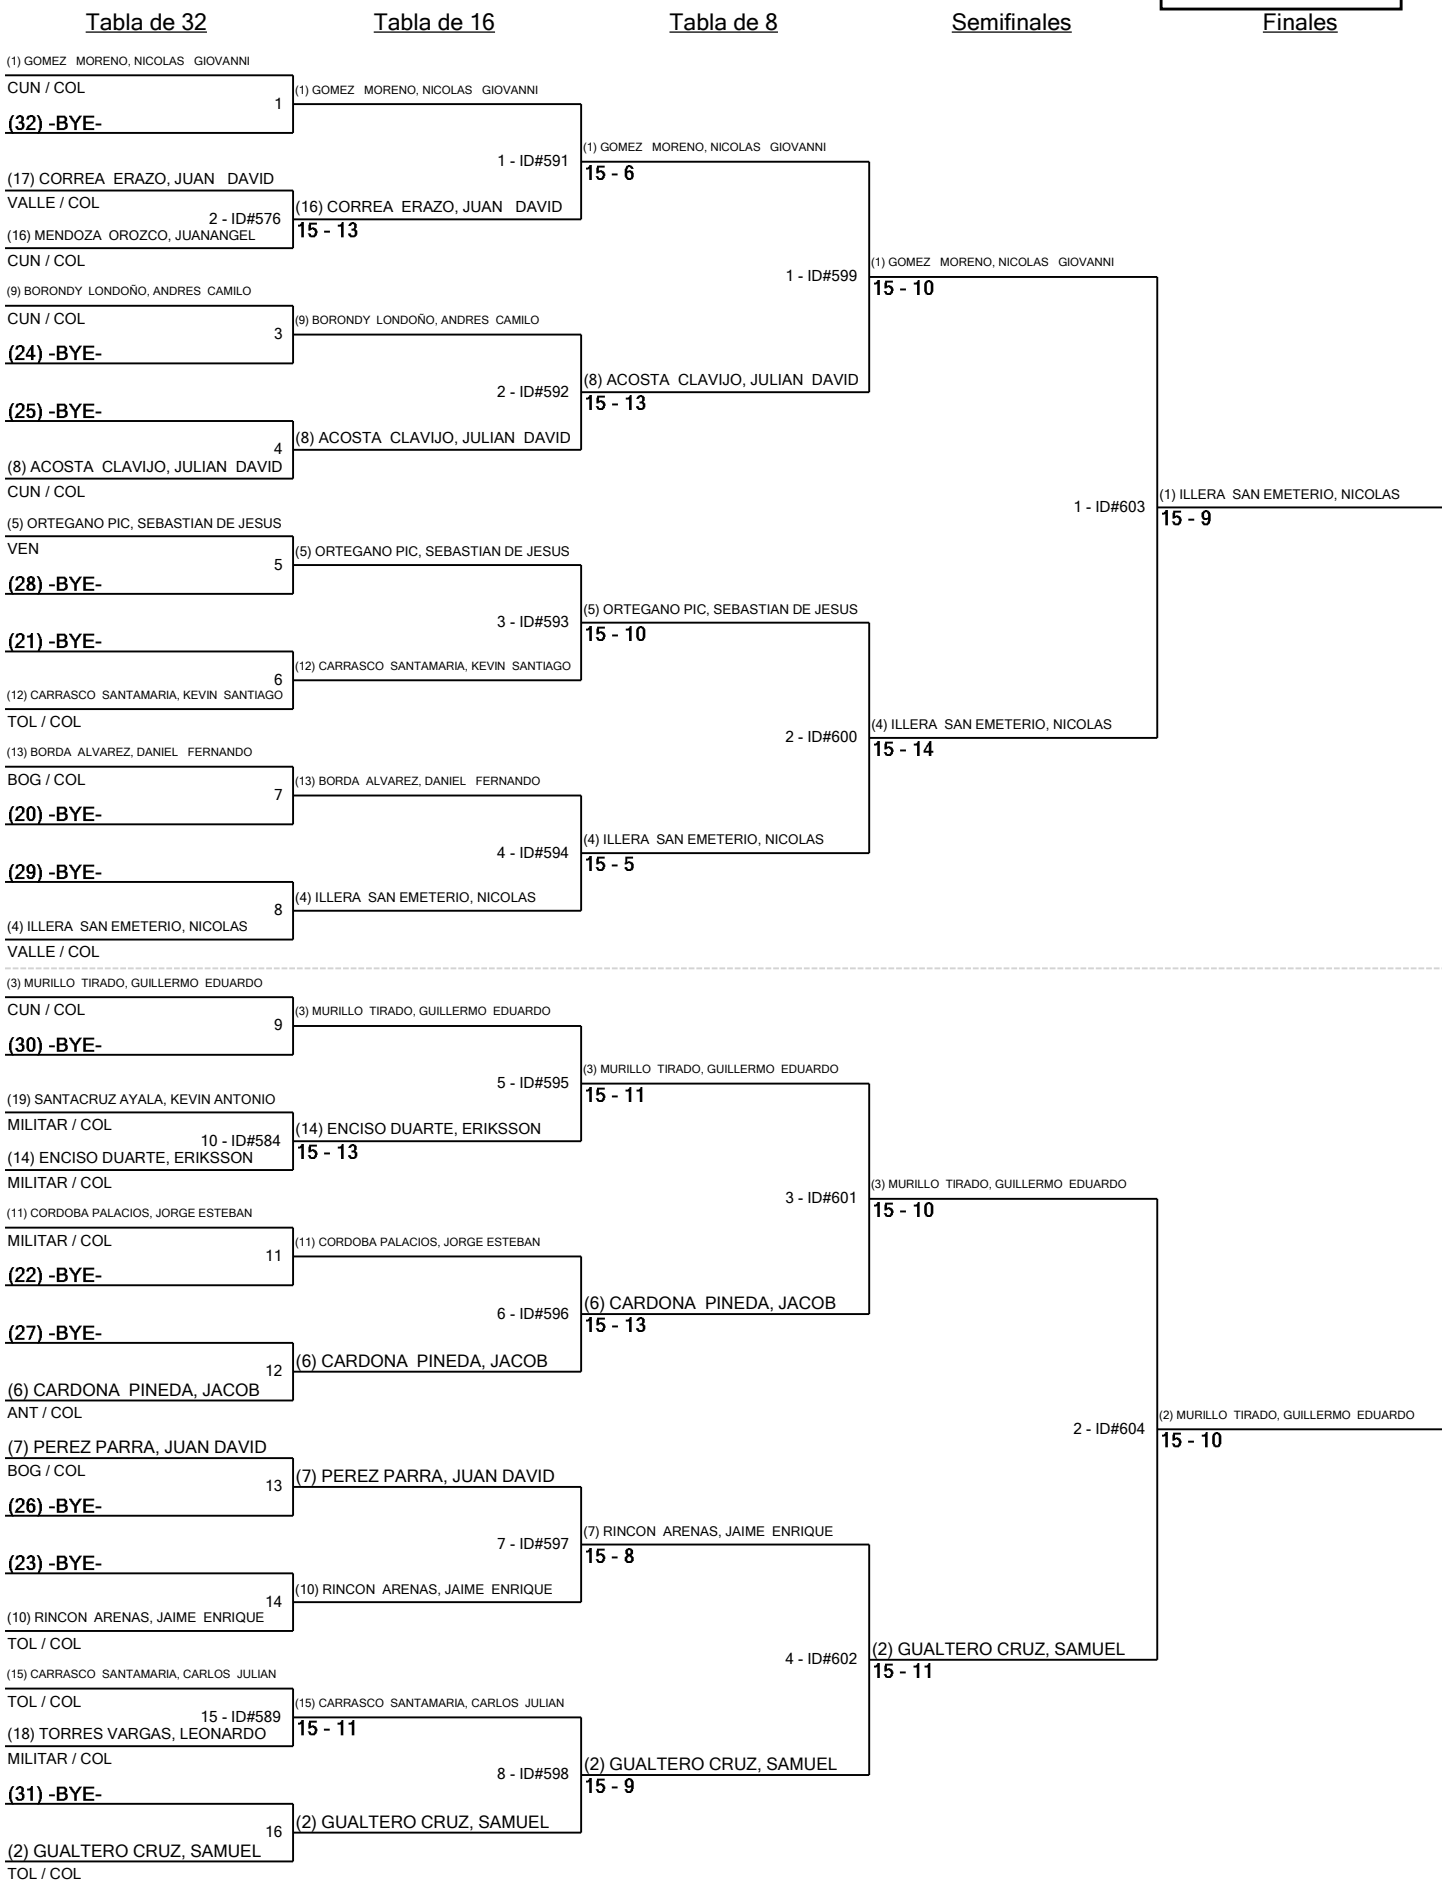 Tabla de 32
Tabla de 16
Tabla de 8
Semifinales
Finales
(1) GOMEZ MORENO, NICOLAS GIOVANNI
CUN / COL
1
(32) -BYE-
(17) CORREA ERAZO, JUAN DAVID
VALLE / COL
2 - ID#576
(16) MENDOZA OROZCO, JUANANGEL
CUN / COL
(9) BORONDY LONDOÑO, ANDRES CAMILO
CUN / COL
3
(24) -BYE-
(25) -BYE-
4
(8) ACOSTA CLAVIJO, JULIAN DAVID
CUN / COL
(5) ORTEGANO PIC, SEBASTIAN DE JESUS
VEN
5
(28) -BYE-
(21) -BYE-
6
(12) CARRASCO SANTAMARIA, KEVIN SANTIAGO
TOL / COL
(13) BORDA ALVAREZ, DANIEL FERNANDO
BOG / COL
7
(20) -BYE-
(29) -BYE-
8
(4) ILLERA SAN EMETERIO, NICOLAS
VALLE / COL
(3) MURILLO TIRADO, GUILLERMO EDUARDO
CUN / COL
9
(30) -BYE-
(19) SANTACRUZ AYALA, KEVIN ANTONIO
MILITAR / COL
10 - ID#584
(14) ENCISO DUARTE, ERIKSSON
MILITAR / COL
(11) CORDOBA PALACIOS, JORGE ESTEBAN
MILITAR / COL
11
(22) -BYE-
(27) -BYE-
12
(6) CARDONA PINEDA, JACOB
ANT / COL
(7) PEREZ PARRA, JUAN DAVID
BOG / COL
13
(26) -BYE-
(23) -BYE-
14
(10) RINCON ARENAS, JAIME ENRIQUE
TOL / COL
(15) CARRASCO SANTAMARIA, CARLOS JULIAN
TOL / COL
15 - ID#589
(18) TORRES VARGAS, LEONARDO
MILITAR / COL
(31) -BYE-
16
(2) GUALTERO CRUZ, SAMUEL
TOL / COL
(1) GOMEZ MORENO, NICOLAS GIOVANNI
1 - ID#591
(16) CORREA ERAZO, JUAN DAVID
15 - 13
(9) BORONDY LONDOÑO, ANDRES CAMILO
2 - ID#592
(8) ACOSTA CLAVIJO, JULIAN DAVID
(5) ORTEGANO PIC, SEBASTIAN DE JESUS
3 - ID#593
(12) CARRASCO SANTAMARIA, KEVIN SANTIAGO
(13) BORDA ALVAREZ, DANIEL FERNANDO
4 - ID#594
(4) ILLERA SAN EMETERIO, NICOLAS
(3) MURILLO TIRADO, GUILLERMO EDUARDO
5 - ID#595
(14) ENCISO DUARTE, ERIKSSON
15 - 13
(11) CORDOBA PALACIOS, JORGE ESTEBAN
6 - ID#596
(6) CARDONA PINEDA, JACOB
(7) PEREZ PARRA, JUAN DAVID
7 - ID#597
(10) RINCON ARENAS, JAIME ENRIQUE
(15) CARRASCO SANTAMARIA, CARLOS JULIAN
15 - 11
8 - ID#598
(2) GUALTERO CRUZ, SAMUEL
(1) GOMEZ MORENO, NICOLAS GIOVANNI
15 - 6
1 - ID#599
(8) ACOSTA CLAVIJO, JULIAN DAVID
15 - 13
(5) ORTEGANO PIC, SEBASTIAN DE JESUS
15 - 10
2 - ID#600
(4) ILLERA SAN EMETERIO, NICOLAS
15 - 5
(3) MURILLO TIRADO, GUILLERMO EDUARDO
15 - 11
3 - ID#601
(6) CARDONA PINEDA, JACOB
15 - 13
(7) RINCON ARENAS, JAIME ENRIQUE
15 - 8
4 - ID#602
(2) GUALTERO CRUZ, SAMUEL
15 - 9
(1) GOMEZ MORENO, NICOLAS GIOVANNI
15 - 10
1 - ID#603
(4) ILLERA SAN EMETERIO, NICOLAS
15 - 14
(3) MURILLO TIRADO, GUILLERMO EDUARDO
15 - 10
2 - ID#604
(2) GUALTERO CRUZ, SAMUEL
15 - 11
(1) ILLERA SAN EMETERIO, NICOLAS
15 - 9
(2) MURILLO TIRADO, GUILLERMO EDUARDO
15 - 10